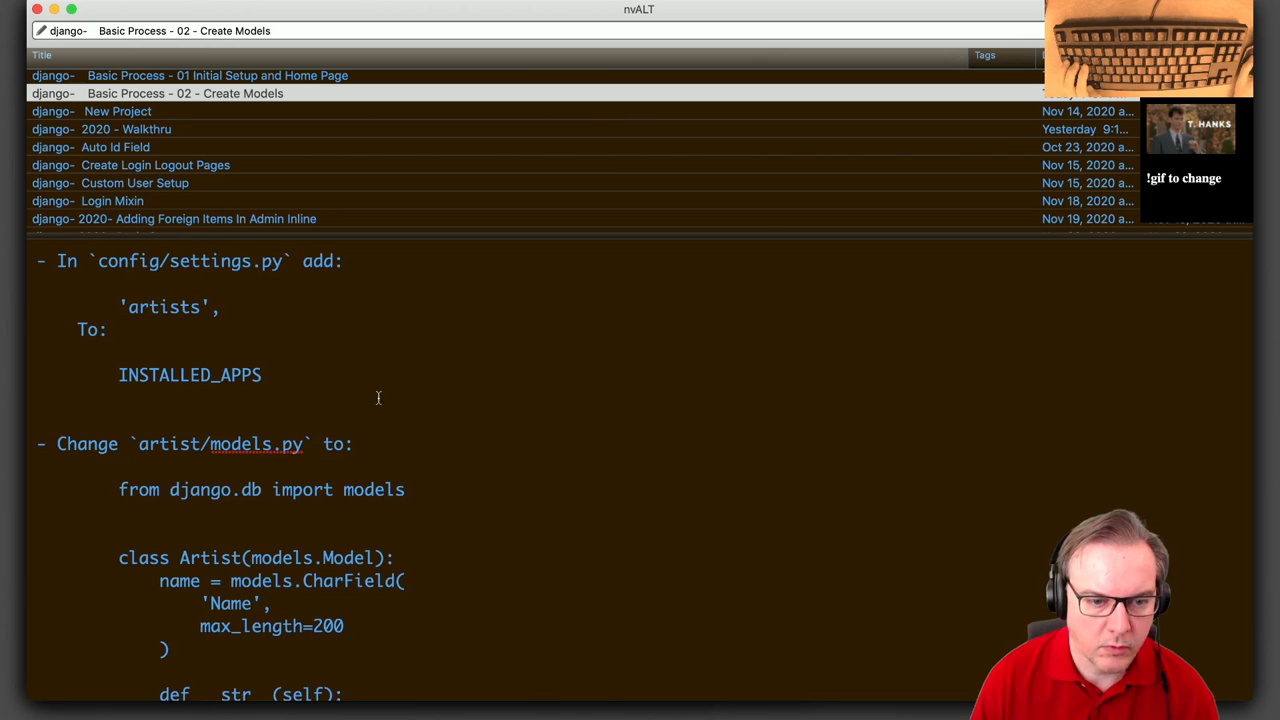 nvALT
django- Basic Process - 02 - Create Models
Title Tags
django- Basic Process - 01 Initial Setup and Home Page
django- Basic Process - 02 - Create Models
django- New Project Nov 14, 2020 a...
django- 2020 - Walkthru Yesterday 9:1...
django- Auto Id Field Oct 23, 2020 a...
django- Create Login Logout Pages Nov 15, 2020 a...
django- Custom User Setup Nov 15, 2020 a...
django- Login Mixin Nov 18, 2020 a...
django- 2020- Adding Foreign Items In Admin Inline Nov 19, 2020 a...
T. HANKS
!gif to change
- In `config/settings.py` add:
'artists',
To:
INSTALLED_APPS
- Change `artist/models.py` to:
from django.db import models
class Artist(models.Model):
name = models.CharField(
'Name',
max_length=200
)
def __str__(self):